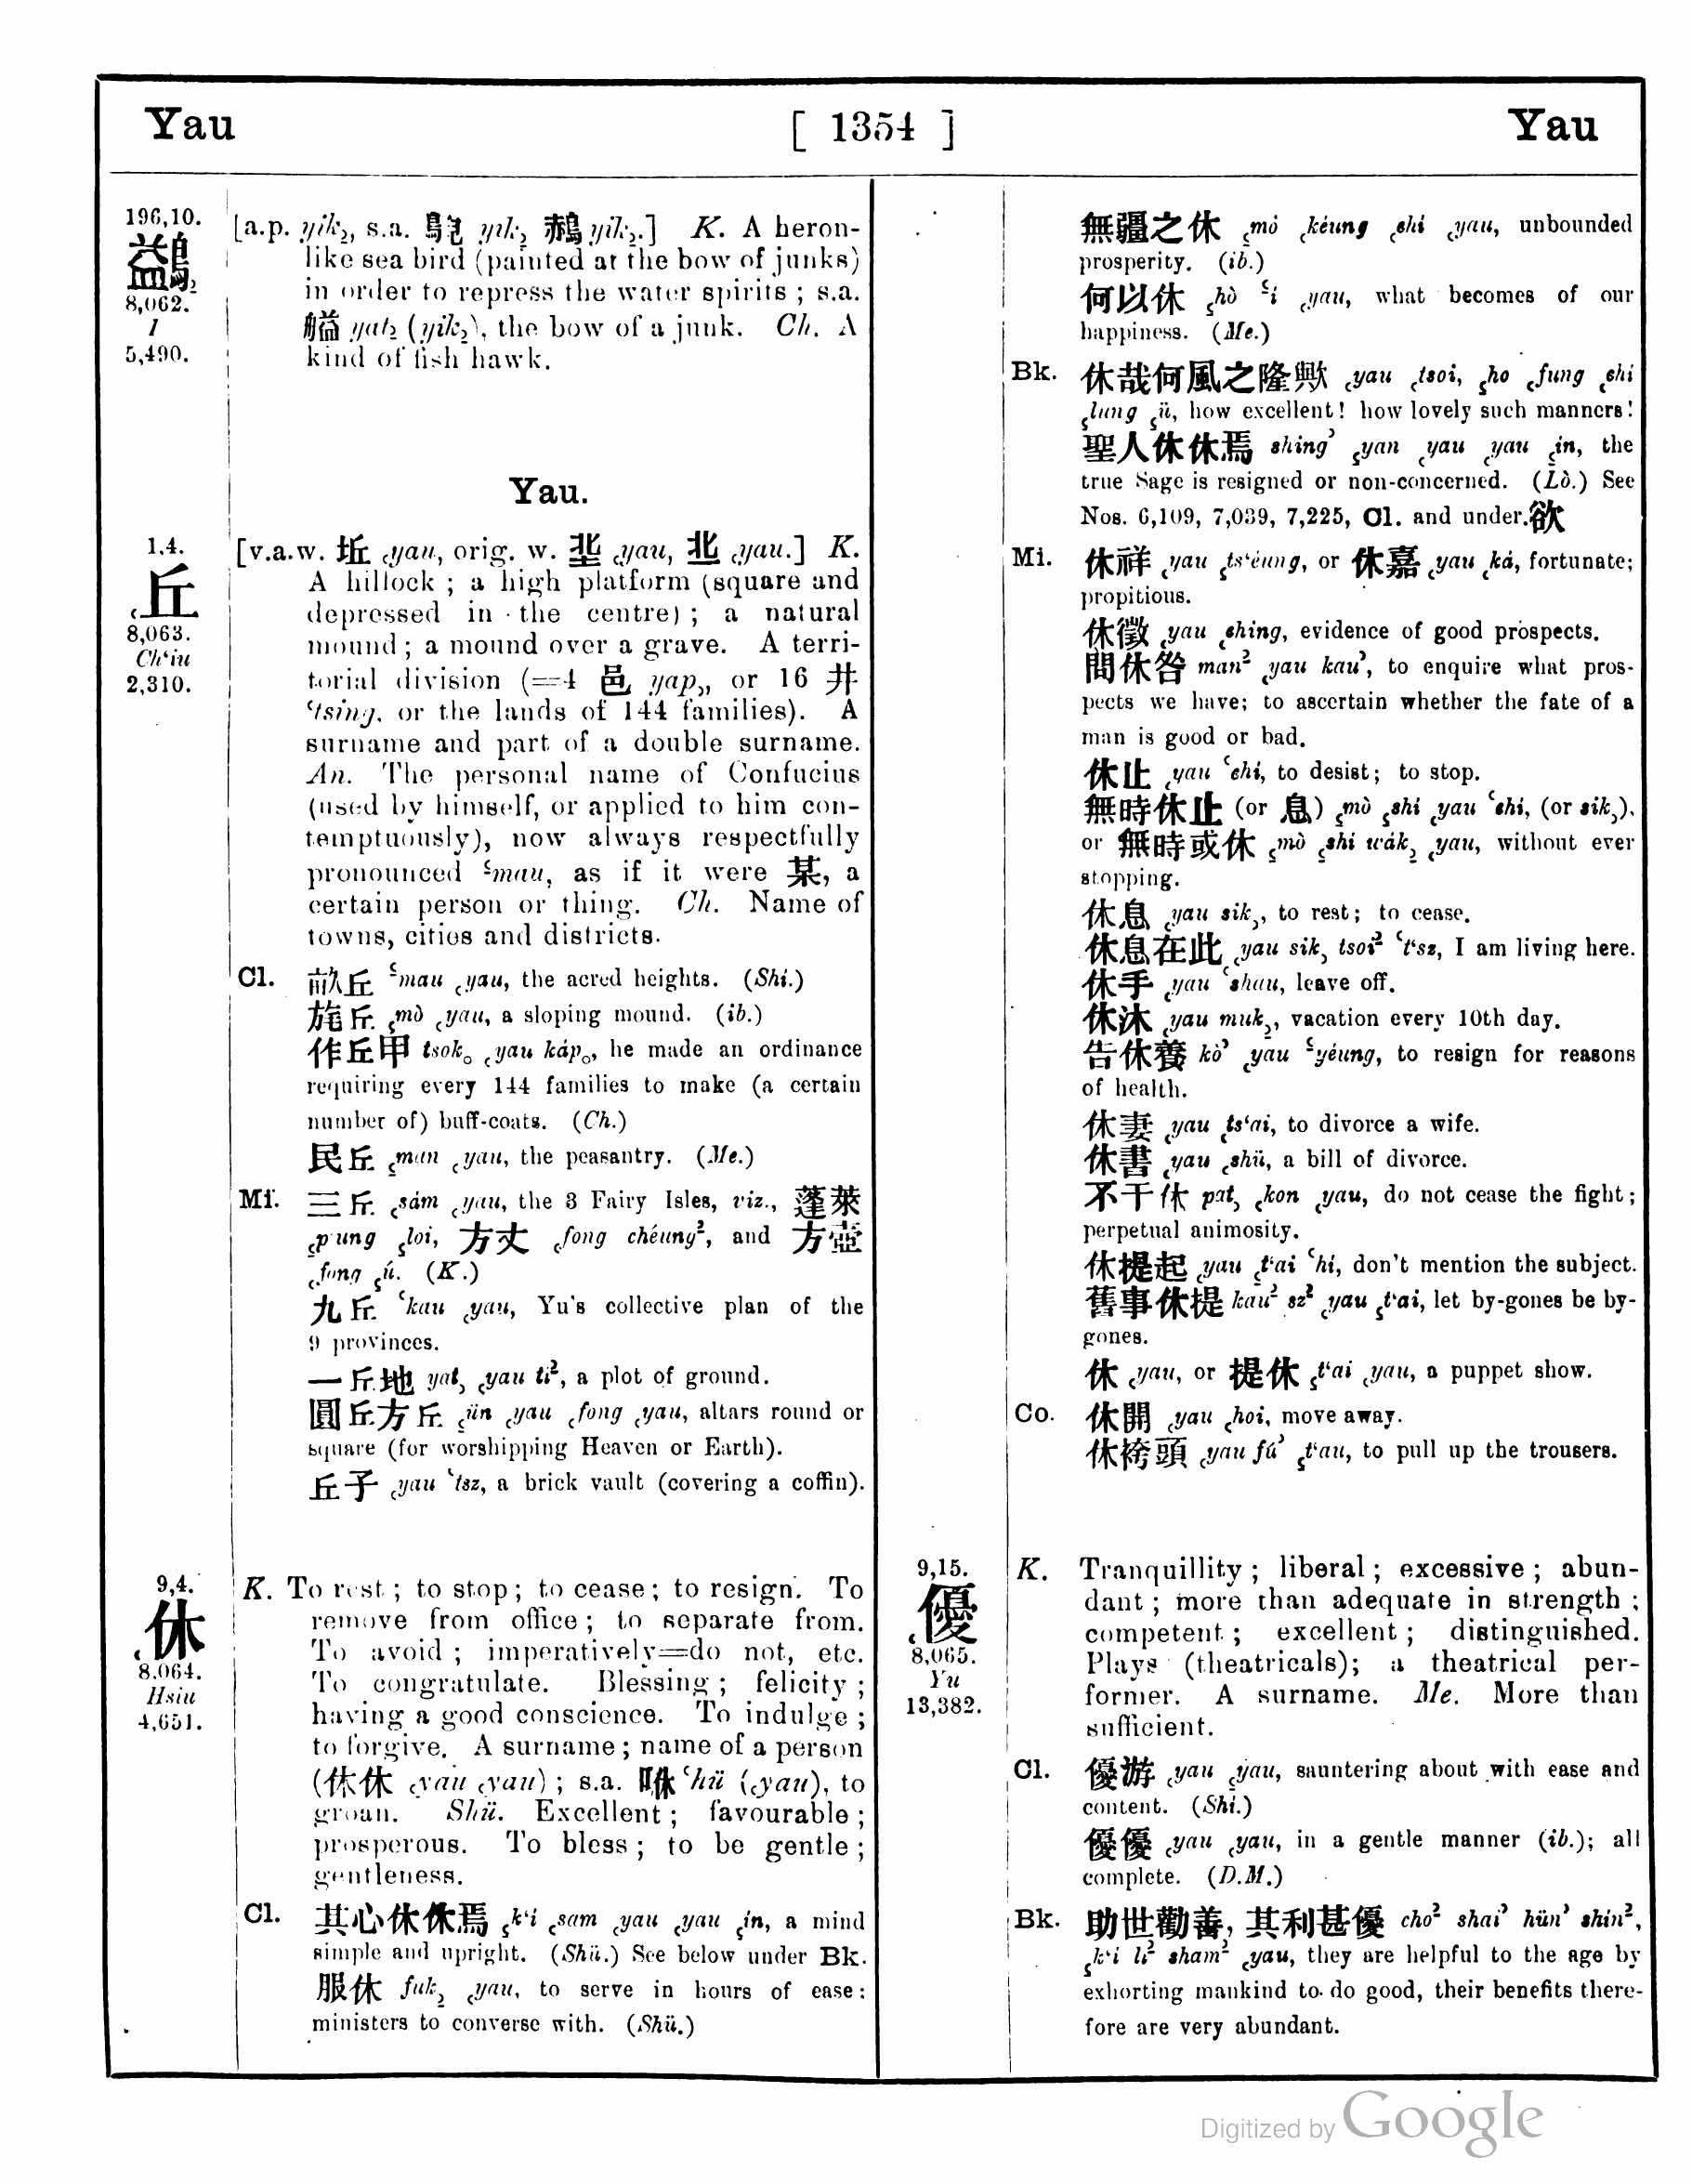 Yau [ 1354 ] Yau
196,10.
鷁
8,062.
I
5,490.
[a.p. yik₂, s.a. yik₂ yik₂.] K. A heron-
like sea bird (painted at the bow of junks)
in order to repress the water spirits ; s.a.
艗 yat₂ (yik₂), the bow of a junk. Ch. A
kind of fish hawk.
Yau.
1,4.
꜀丘
8,063.
Ch‘iu
2,310.
[v.a.w. 坵 ꜀yau, orig. w. ꜀yau, ꜀yau.] K.
A hillock ; a high platform (square and
depressed in the centre) ; a natural
mound ; a mound over a grave. A terri-
torial division (=4 邑 yap, or 16 井
ʿtsing, or the lands of 144 families). A
surname and part of a double surname.
An. The personal name of Confucius
(used by himself, or applied to him con-
temptuously), now always respectfully
pronounced ʿmau, as if it were 某, a
certain person or thing. Ch. Name of
towns, cities and districts.
Cl. 畝丘 ʿmau ꜀yau, the acred heights. (Shi.)
旄丘 ꜁mò ꜀yau, a sloping mound. (ib.)
作丘甲 tsok꜀ ꜀yau káp꜀, he made an ordinance
requiring every 144 families to make (a certain
number of) buff-coats. (Ch.)
民丘 ꜁man ꜀yau, the peasantry. (Me.)
Mi. 三丘 ꜀sám ꜀yau, the 3 Fairy Isles, viz., 蓬萊
꜁p‘ung ꜁loi, 方丈 ꜀fong chéung², and 方壺
꜀fong ꜁ú. (K.)
九丘 ʿkau ꜀yau, Yu's collective plan of the
9 provinces.
一丘地 yat, ꜀yau ti², a plot of ground.
圓丘方丘 ꜁ün ꜀yau ꜀fong ꜀yau, altars round or
square (for worshipping Heaven or Earth).
丘子 ꜀yau ʿtsz, a brick vault (covering a coffin).
9,4.
꜀休
8,064.
Hsiu
4,651.
K. To rest ; to stop ; to cease ; to resign. To
remove from office ; to separate from.
To avoid ; imperatively=do not, etc.
To congratulate. Blessing ; felicity ;
having a good conscience. To indulge ;
to forgive. A surname ; name of a person
(休休 ꜀yau ꜀yau) ; s.a. 咻 ʿhü (꜀yau), to
groan. Shü. Excellent ; favourable ;
prosperous. To bless ; to be gentle ;
gentleness.
Cl. 其心休休焉 ꜁k‘i ꜀sam ꜀yau ꜀yau ꜁in, a mind
simple and upright. (Shü.) See below under Bk.
服休 fuk₂ ꜀yau, to serve in hours of ease:
ministers to converse with. (Shü.)
無疆之休 ꜁mò ꜀kéung ꜀chi ꜀yau, unbounded
prosperity. (ib.)
何以休 ꜁hò ʿi ꜀yau, what becomes of our
happiness. (Me.)
Bk. 休哉何風之隆歟 ꜀yau ꜀tsoi, ꜁ho ꜀fung ꜀chi
꜁lung ꜁ü, how excellent! how lovely such manners!
聖人休休焉 shing⁾ ꜁yan ꜀yau ꜀yau ꜁in, the
true Sage is resigned or non-concerned. (Lò.) See
Nos. 6,109, 7,039, 7,225, Cl. and under.欲
Mi. 休祥 ꜀yau ꜁ts‘éung, or 休嘉 ꜀yau ꜀ká, fortunate;
propitious.
休徵 ꜀yau ꜀ching, evidence of good prospects.
問休咎 man² ꜀yau kau⁾, to enquire what pros-
pects we have; to ascertain whether the fate of a
man is good or bad.
休止 ꜀yau ʿchi, to desist; to stop.
無時休止 (or 息) ꜁mò ꜁shi ꜀yau ʿchi, (or sik,).
or 無時或休 ꜁mò ꜁shi wák₂ ꜀yau, without ever
stopping.
休息 ꜀yau sik,, to rest; to cease.
休息在此 ꜀yau sik, tsoi² ʿt‘sz, I am living here.
休手 ꜀yau ʿshau, leave off.
休沐 ꜀yau muk₂, vacation every 10th day.
告休養 kò⁾ ꜀yau ʿyéung, to resign for reasons
of health.
休妻 ꜀yau ꜀ts‘ai, to divorce a wife.
休書 ꜀yau ꜀shü, a bill of divorce.
不干休 pat, ꜀kon ꜀yau, do not cease the fight;
perpetual animosity.
休提起 ꜀yau ꜁t‘ai ʿhi, don't mention the subject.
舊事休提 kau² sz² ꜀yau ꜁t‘ai, let by-gones be by-
gones.
休 ꜀yau, or 提休 ꜁t‘ai ꜀yau, a puppet show.
Co. 休開 ꜀yau ꜀hoi, move away.
休袴頭 ꜀yau fú⁾ ꜁t‘au, to pull up the trousers.
9,15.
꜀優
8,065.
Yu
13,382.
K. Tranquillity ; liberal ; excessive ; abun-
dant ; more than adequate in strength ;
competent ; excellent ; distinguished.
Plays (theatricals); a theatrical per-
former. A surname. Me. More than
sufficient.
Cl. 優游 ꜀yau ꜁yau, sauntering about with ease and
content. (Shi.)
優優 ꜀yau ꜀yau, in a gentle manner (ib.); all
complete. (D.M.)
Bk. 助世勸善, 其利甚優 cho² shai⁾ hün⁾ shin²,
꜁k‘i li² sham² ꜀yau, they are helpful to the age by
exhorting mankind to do good, their benefits there-
fore are very abundant.
Digitized by Google